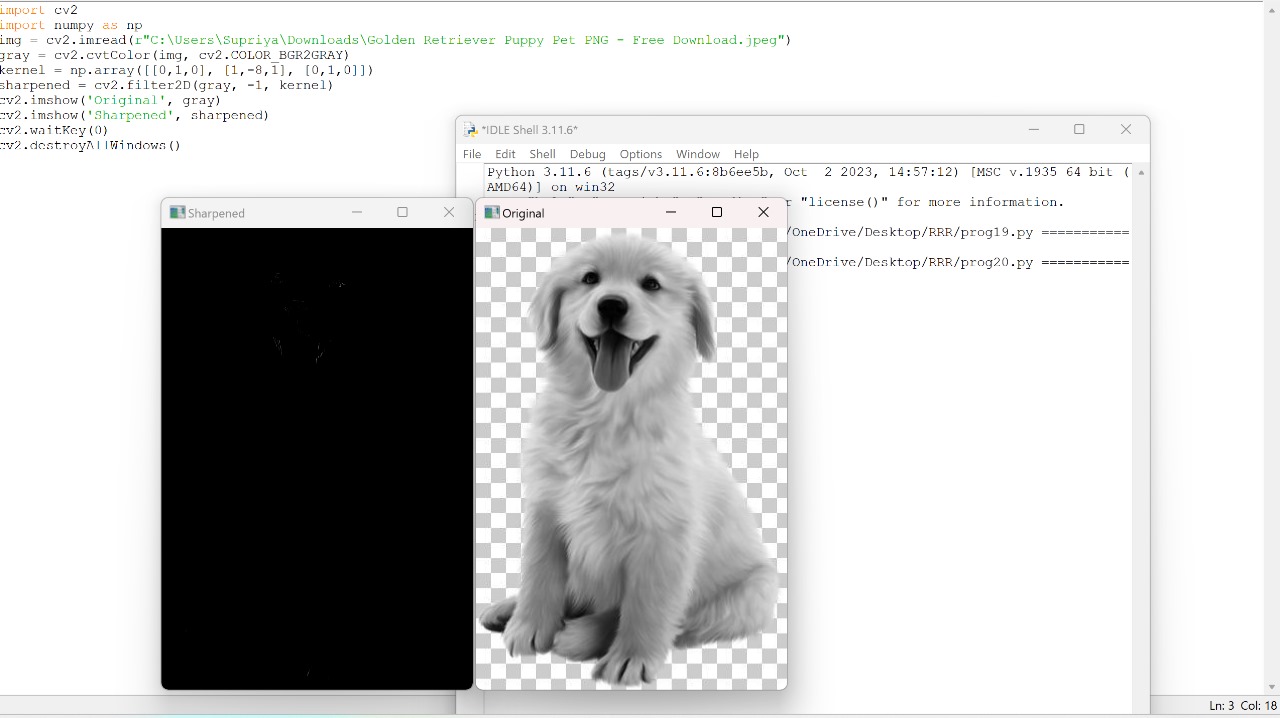 import cv2
import numpy as np
img = cv2.imread(r"C:\Users\Supriya\Downloads\Golden Retriever Puppy Pet PNG - Free Download.jpeg")
gray = cv2.cvtColor(img, cv2.COLOR_BGR2GRAY)
kernel = np.array([[0,1,0], [1,-8,1], [0,1,0]])
sharpened = cv2.filter2D(gray, -1, kernel)
cv2.imshow('Original', gray)
cv2.imshow('Sharpened', sharpened)
cv2.waitKey(0)
cv2.destroyAllWindows()
*IDLE Shell 3.11.6*
File Edit Shell Debug Options Window Help
Python 3.11.6 (tags/v3.11.6:8b6ee5b, Oct  2 2023, 14:57:12) [MSC v.1935 64 bit (
AMD64)] on win32
"license()" for more information.
/OneDrive/Desktop/RRR/prog19.py ===========
/OneDrive/Desktop/RRR/prog20.py ===========
Sharpened
Original
Ln: 3 Col: 18